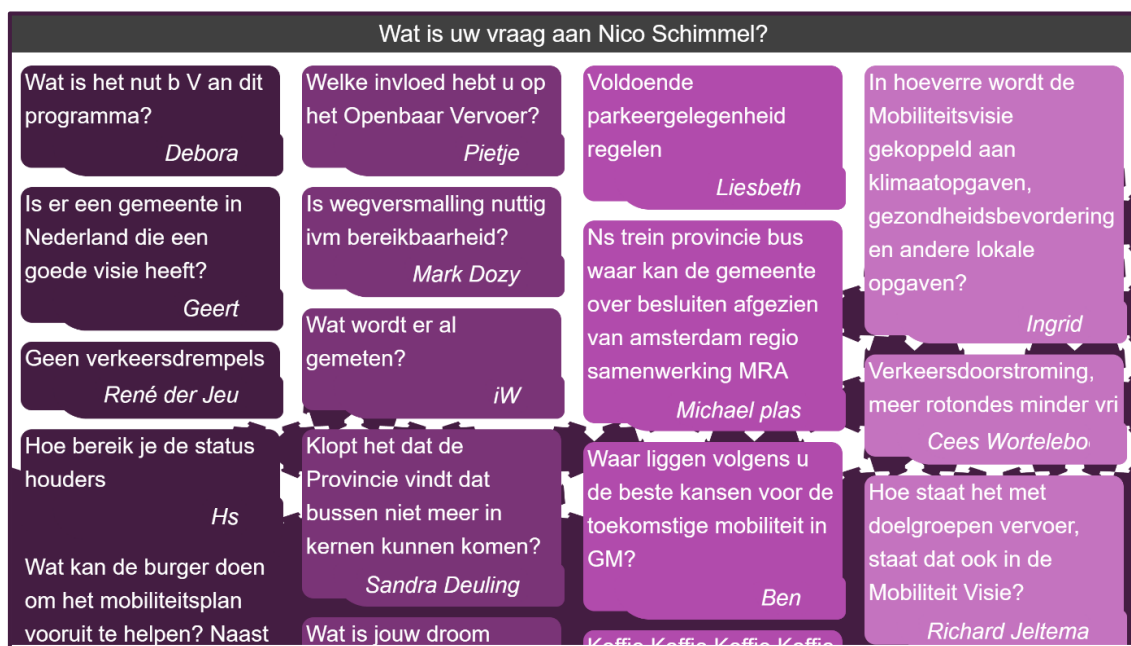 Wat is uw vraag aan Nico Schimmel?
Wat is het nut b V an dit
programma?
Debora
Is er een gemeente in
Nederland die een
goede visie heeft?
Geert
Geen verkeersdrempels
René der Jeu
Hoe bereik je de status
houders
Hs
Wat kan de burger doen
om het mobiliteitsplan
vooruit te helpen? Naast
Welke invloed hebt u op
het Openbaar Vervoer?
Pietje
Is wegversmalling nuttig
ivm bereikbaarheid?
Mark Dozy
Wat wordt er al
gemeten?
iW
Klopt het dat de
Provincie vindt dat
bussen niet meer in
kernen kunnen komen?
Sandra Deuling
Wat is jouw droom
Voldoende
parkeergelegenheid
regelen
Liesbeth
Ns trein provincie bus
waar kan de gemeente
over besluiten afgezien
van amsterdam regio
samenwerking MRA
Michael plas
Waar liggen volgens u
de beste kansen voor de
toekomstige mobiliteit in
GM?
Ben
Koffie Koffie Koffie Koffie
In hoeverre wordt de
Mobiliteitsvisie
gekoppeld aan
klimaatopgaven,
gezondheidsbevordering
en andere lokale
opgaven?
Ingrid
Verkeersdoorstroming,
meer rotondes minder vri
Cees Wortelebo
Hoe staat het met
doelgroepen vervoer,
staat dat ook in de
Mobiliteit Visie?
Richard Jeltema